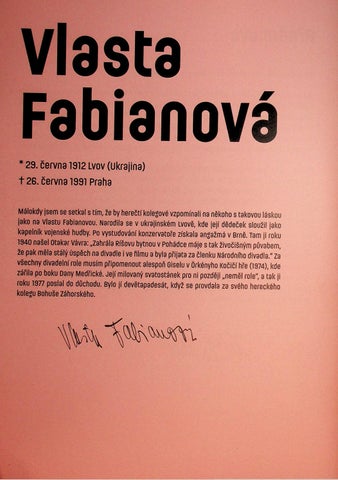 Vlasta
Fabianová
* 29. června 1912 Lvov (Ukrajina)
† 26. června 1991 Praha
Málokdy jsem se setkal s tím, že by herečtí kolegové vzpomínali na někoho s takovou láskou
jako na Vlastu Fabianovou. Narodila se v ukrajinském Lvově, kde její dědeček sloužil jako
kapelník vojenské hudby. Po vystudování konzervatoře získala angažmá v Brně. Tam ji roku
1940 našel Otakar Vávra: „Zahrála Rišovu bytnou v Pohádce máje s tak živočišným půvabem,
že pak měla stálý úspěch na divadle i ve filmu a byla přijata za členku Národního divadla.“ Za
všechny divadelní role musím připomenout alespoň Giselu v Örkényho Kočičí hře (1974), kde
zářila po boku Dany Medřické. Její milovaný svatostánek pro ni později „neměl role“, a tak ji
roku 1977 poslal do důchodu. Bylo jí devětapadesát, když se provdala za svého hereckého
kolegu Bohuše Záhorského.
Vlasta Fabianová